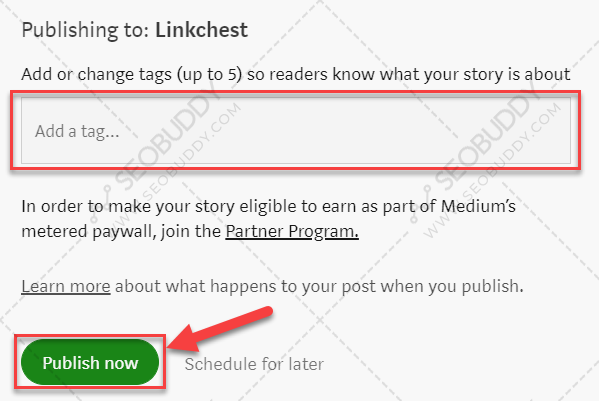 Publishing to: Linkchest
Add or change tags (up to 5) so readers know what your story is about
Add a tag...
SEOBUDDY
WWW.SEOBUDDY.COM
SEOBUDDY
WWW.SEOBUDDY.COM
In order to make your story eligible to earn as part of Medium’s
metered paywall, join the Partner Program.
Learn more about what happens to your post when you publish.
Publish now Schedule for later